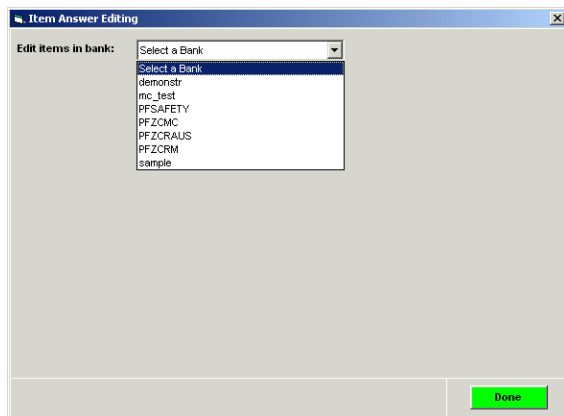 Item Answer Editing
Edit items in bank: Select a Bank
Select a Bank
demonstr
mc_test
PFSAFETY
PFZCMC
PFZCRAUS
PFZCRM
sample
Done